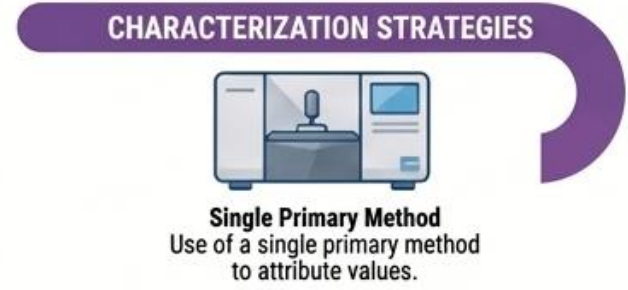 CHARACTERIZATION STRATEGIES
Single Primary Method
Use of a single primary method
to attribute values.